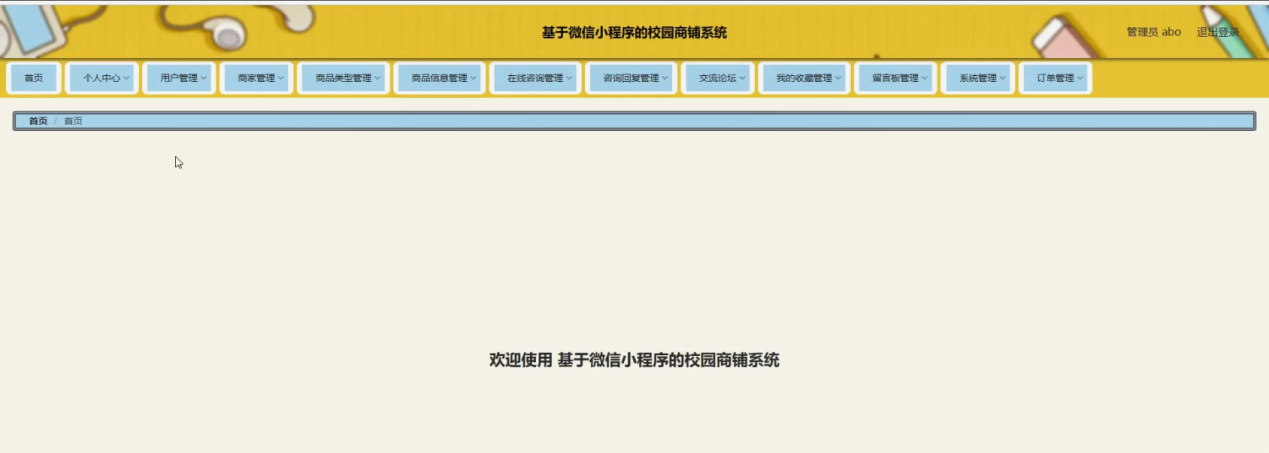 基于微信小程序的校园商铺系统
管理员 abo 退出登录
首页 个人中心 用户管理 商家管理 商品类型管理 商品信息管理 在线咨询管理 咨询回复管理 交流论坛 我的收藏管理 留言板管理 系统管理 订单管理
首页 / 首页
欢迎使用 基于微信小程序的校园商铺系统